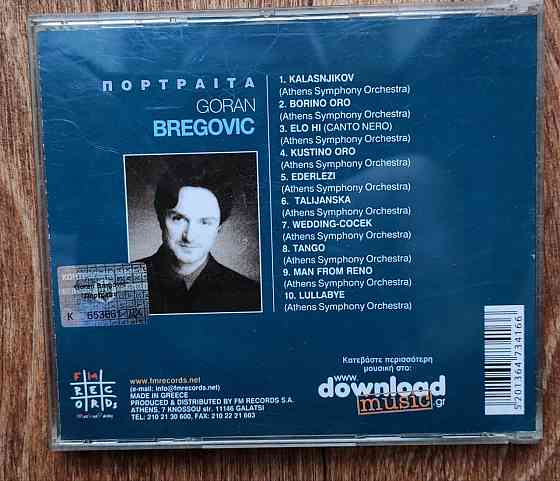 ΠΟΡΤΡΑΙΤΑ
GORAN
BREGOVIC
1. KALASNJIKOV
(Athens Symphony Orchestra)
2. BORINO ORO
(Athens Symphony Orchestra)
3. ELO HI (CANTO NERO)
(Athens Symphony Orchestra)
4. KUSTINO ORO
(Athens Symphony Orchestra)
5. EDERLEZI
(Athens Symphony Orchestra)
6. TALIJANSKA
(Athens Symphony Orchestra)
7. WEDDING-COCEK
(Athens Symphony Orchestra)
8. TANGO
(Athens Symphony Orchestra)
9. MAN FROM RENO
(Athens Symphony Orchestra)
10. LULLABYE
(Athens Symphony Orchestra)
К
FM
REC
ORDS
www.fmrecords.net
(e-mail: info@fmrecords.net)
MADE IN GREECE
PRODUCED & DISTRIBUTED BY FM RECORDS S.A.
ATHENS, 7 KNOSSOU str. 11146 GALATSI
TEL: 210 21 30 600, FAX: 210 22 21 603
Κατεβάστε περισσότερη
μουσική στο:
www.
download
music.gr
5201364734166